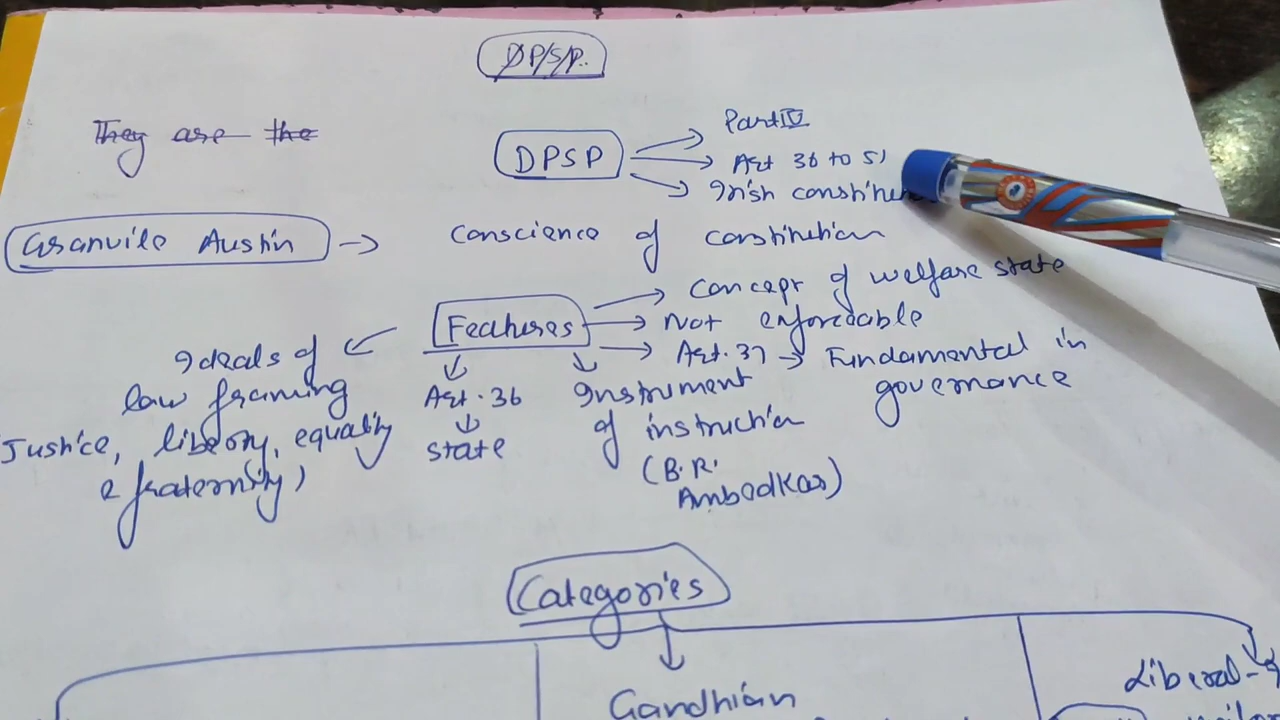 DP/S/P..
They are the
DPSP
Part IV
Art 36 to 51
Irish
Granvile Austin → conscience of constitution
Features
concept of welfare state
Not enforceable
Art. 37 → Fundamental in
governance
Ideals of
law framing
Justice, liberty, equality
& fraternity)
Art. 36
state
Instrument
of instruction
(B.R.
Ambedkar)
Categories
Gandhian
Liberal-